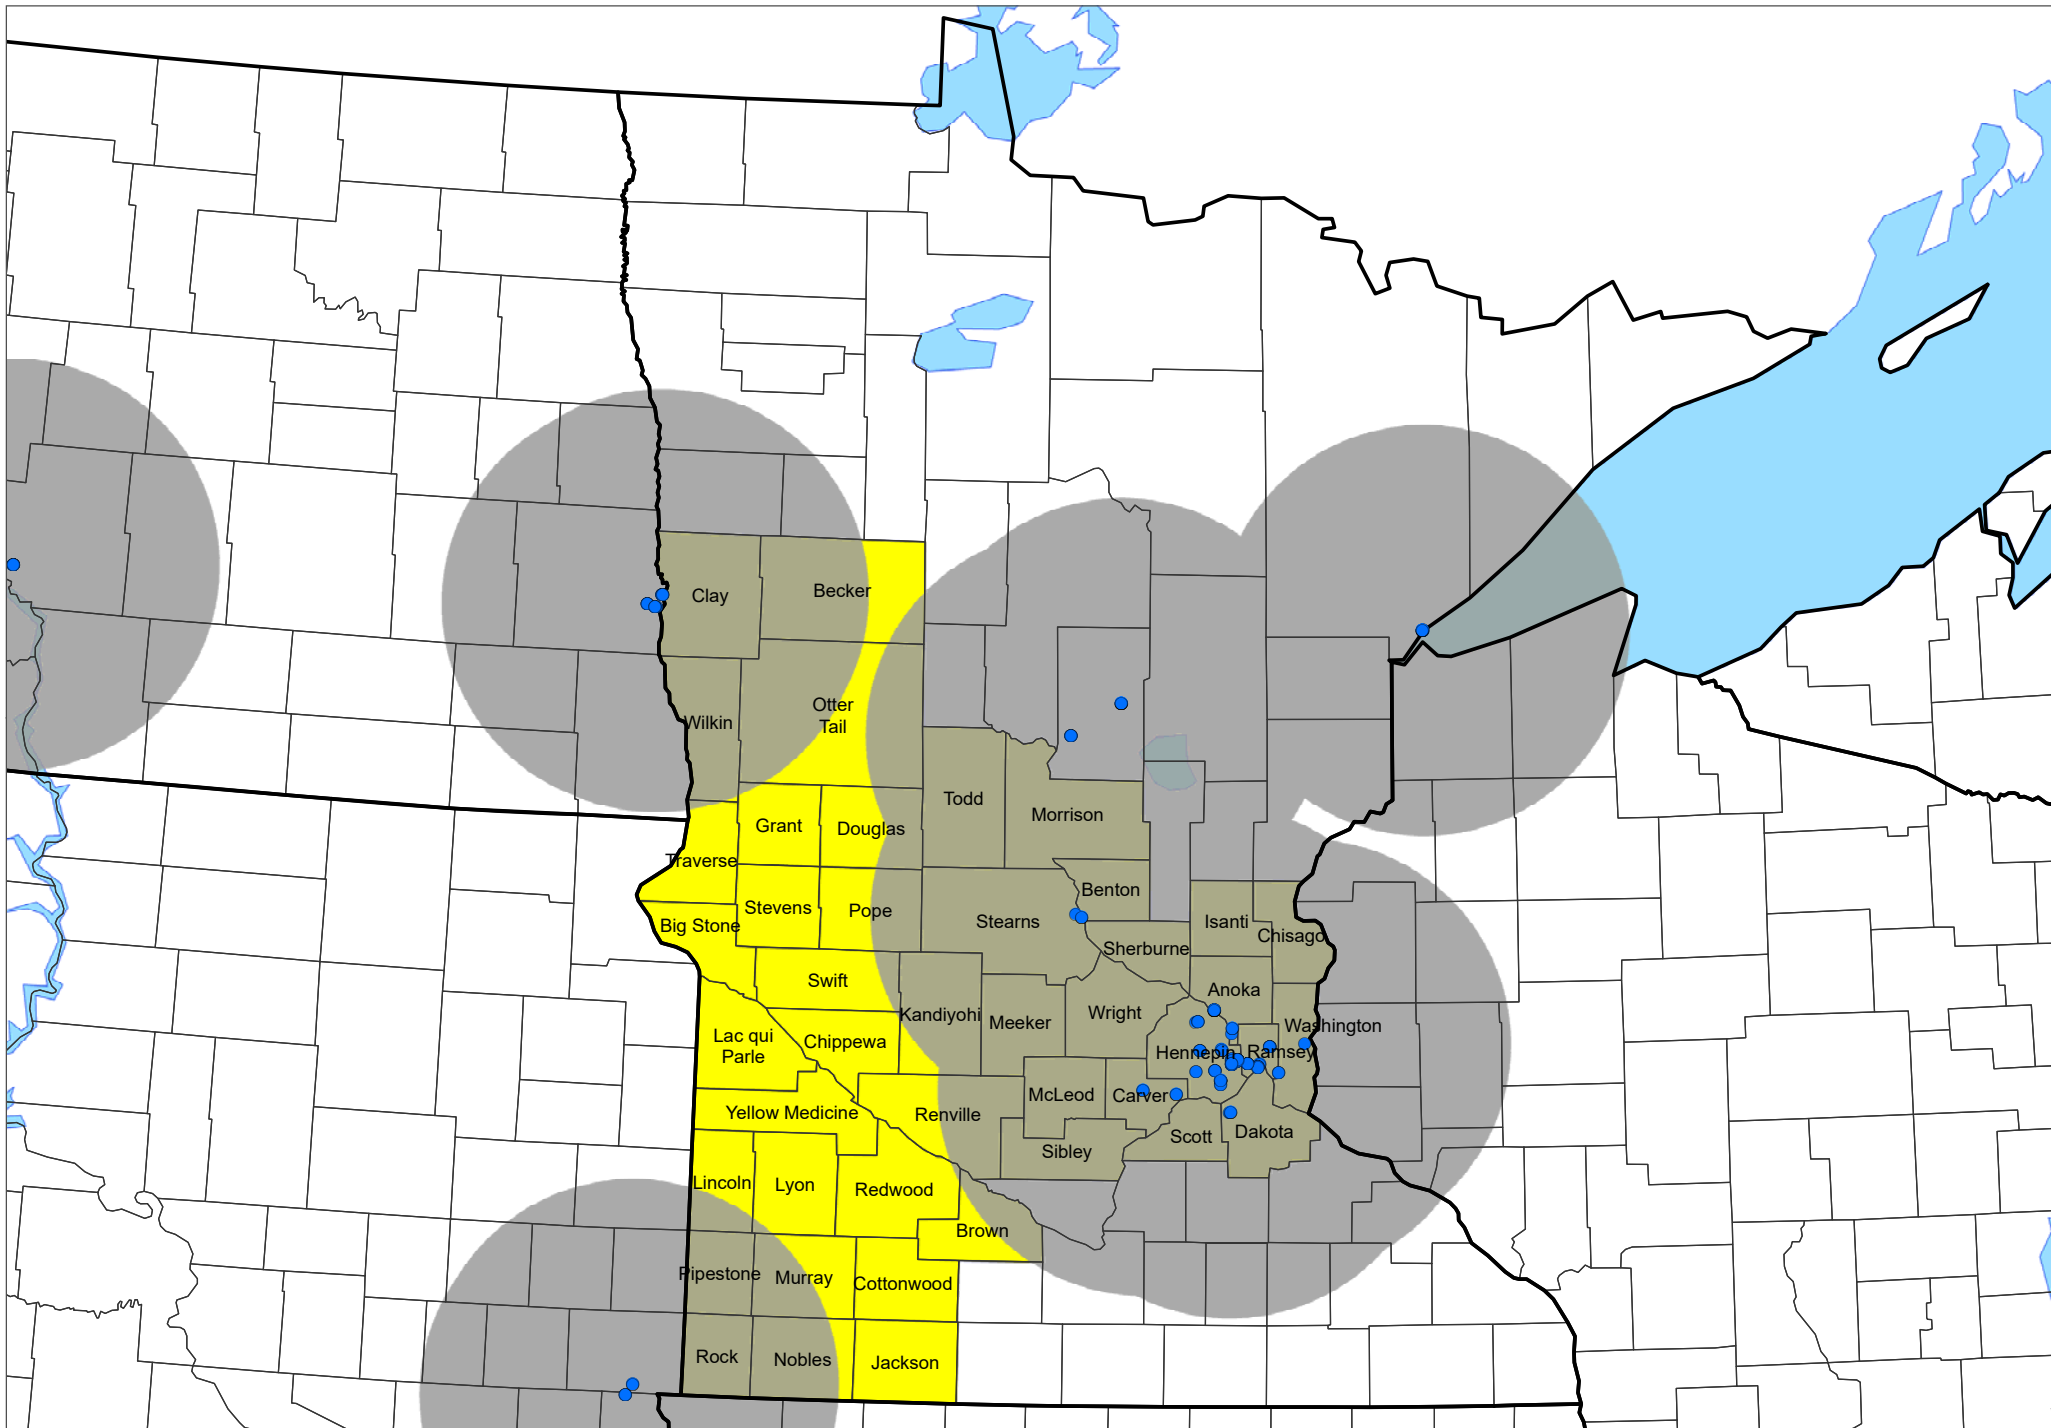 Clay
Becker
Otter
Tail
Wilkin
Todd
Morrison
Grant
Douglas
Traverse
Benton
Stevens
Pope
Big Stone
Stearns
Isanti
Chisago
Sherburne
Swift
Anoka
Kandiyohi
Meeker
Wright
Washington
Lac qui
Parle
Chippewa
Hennepin
Ramsey
McLeod
Carver
Yellow Medicine
Renville
Scott
Dakota
Sibley
Lincoln
Lyon
Redwood
Brown
Pipestone
Murray
Cottonwood
Rock
Nobles
Jackson